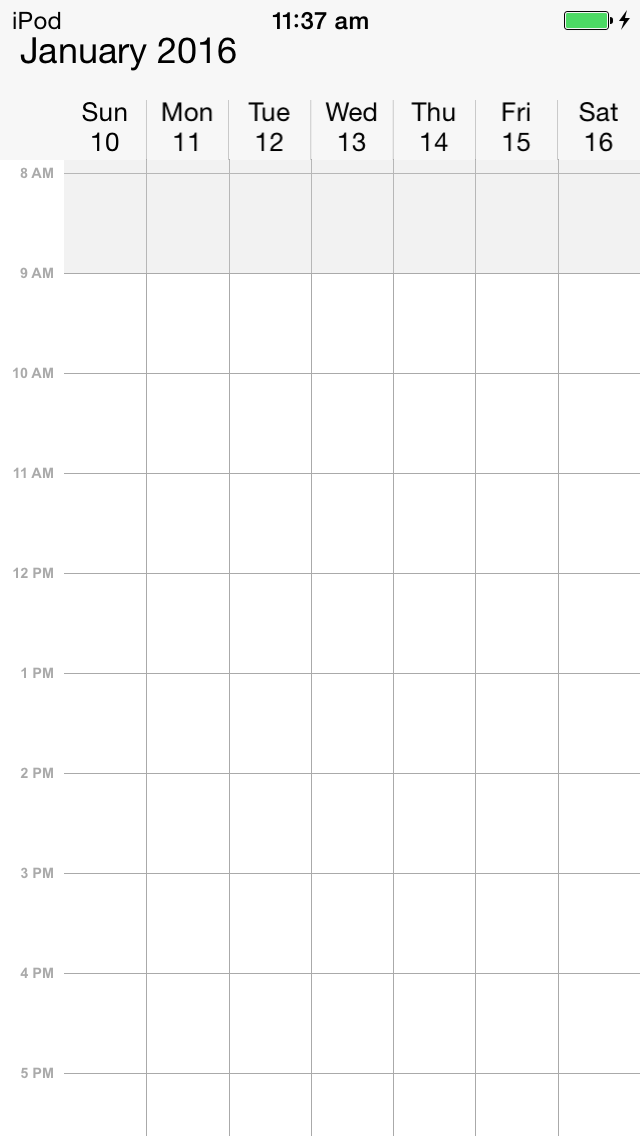 iPod 11:37 am
January 2016
Sun Mon Tue Wed Thu Fri Sat
10 11 12 13 14 15 16
8 AM
9 AM
10 AM
11 AM
12 PM
1 PM
2 PM
3 PM
4 PM
5 PM